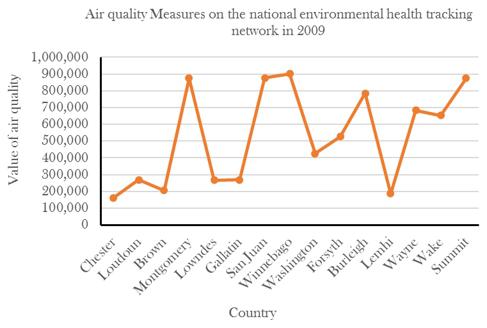 Air quality Measures on the national environmental health tracking
network in 2009
Value of air quality
1,000,000
900,000
800,000
700,000
600,000
500,000
400,000
300,000
200,000
100,000
0
Chester
Loudoun
Brown
Montgomery
Lowndes
Gallatin
San Juan
Winnebago
Washington
Forsyth
Burleigh
Lemhi
Wayne
Wake
Summit
Country